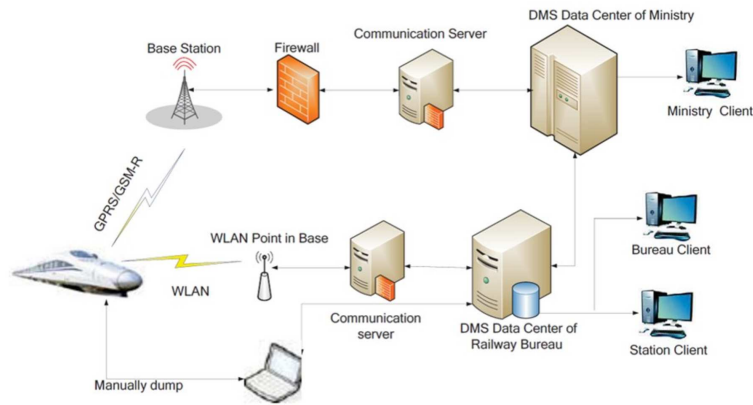 DMS Data Center of Ministry
Communication Server
Base Station
Firewall
Ministry Client
GPRS/GSM-R
WLAN Point in Base
Bureau Client
WLAN
Communication
server
DMS Data Center of
Railway Bureau
Station Client
Manually dump